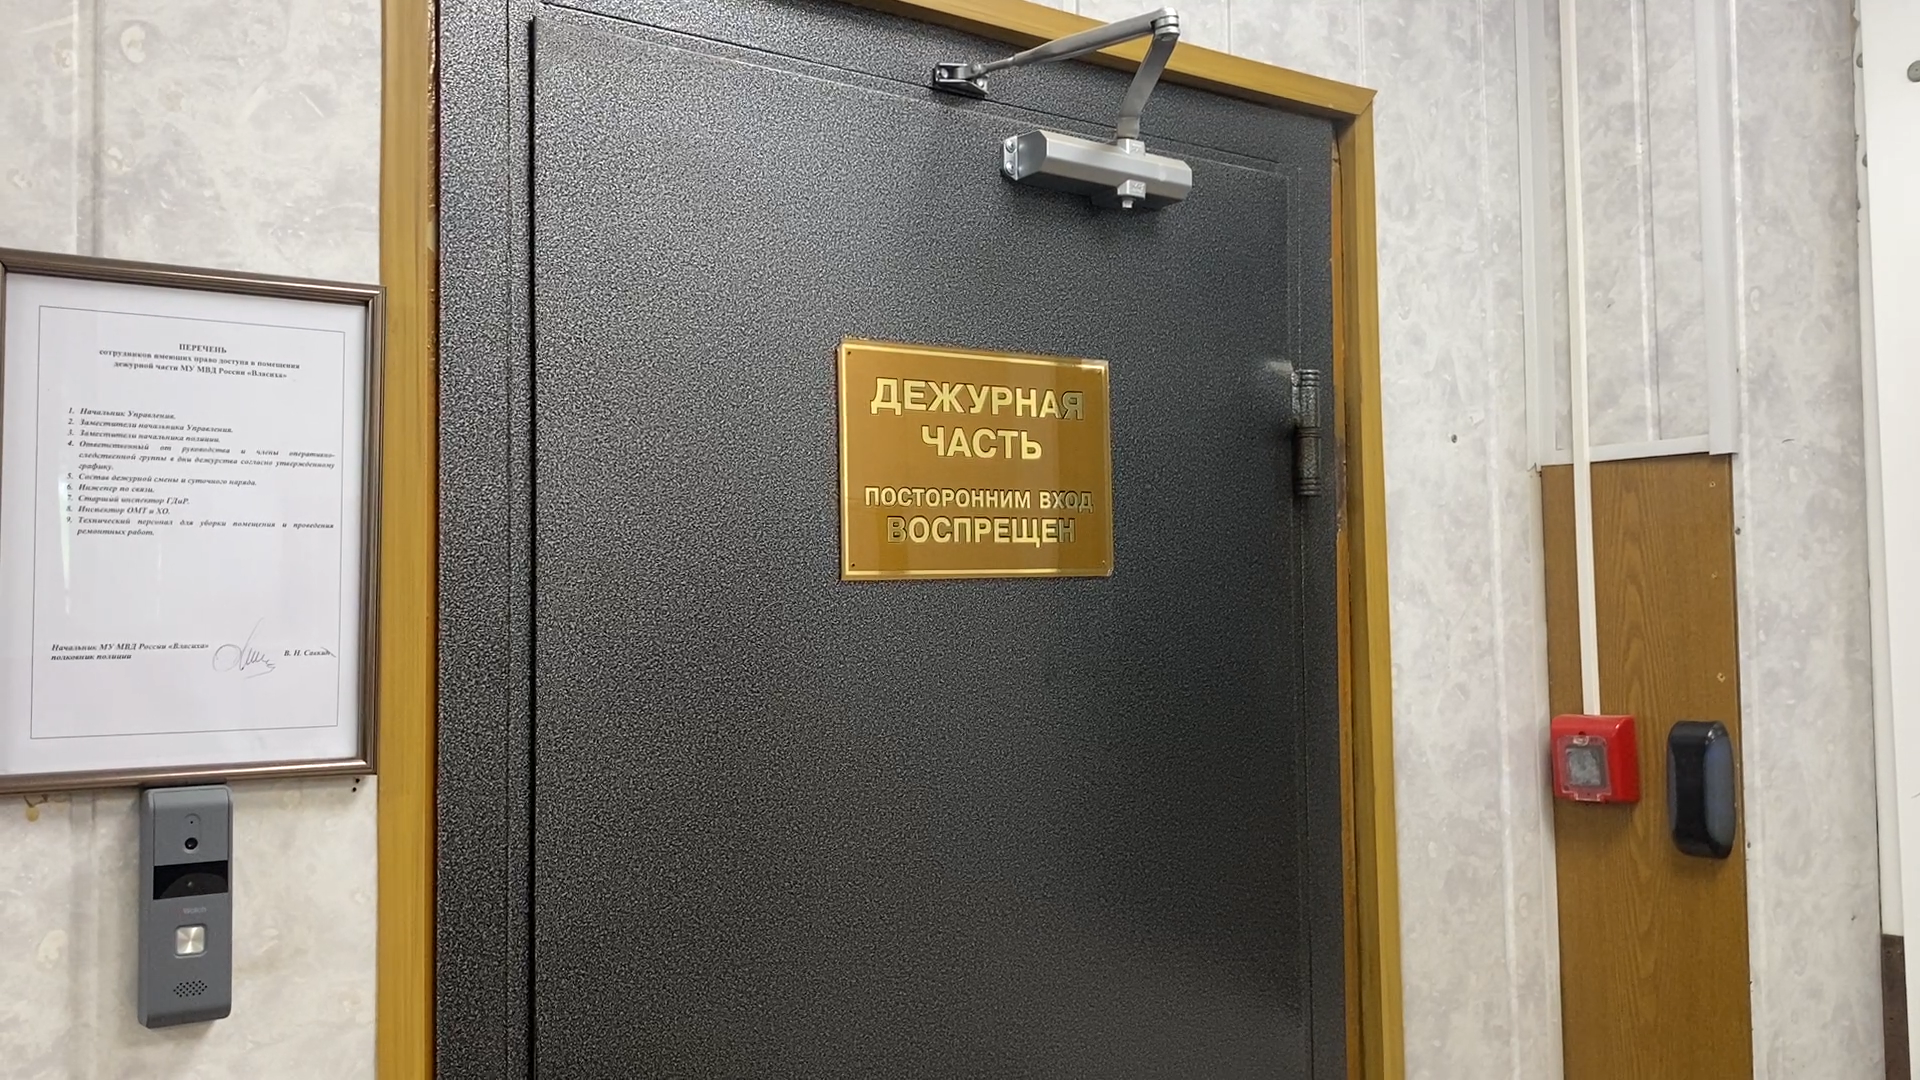 ПЕРЕЧЕНЬ
сотрудников имеющих право доступа в помещения
дежурной части МУ МВД России «Власиха»
1. Начальник Управления.
2. Заместители начальника Управления.
3. Заместители начальника полиции.
4. Ответственный от руководства и члены оперативно-
следственной группы в дни дежурства согласно утвержденному
графику.
5. Состав дежурной смены и суточного наряда.
6. Инженер по связи.
7. Старший инспектор ГДиР.
8. Инспектор ОМТ и ХО.
9. Технический персонал для уборки помещения и проведения
ремонтных работ.
Начальник МУ МВД России «Власиха»
полковник полиции
В. Н.
ДЕЖУРНАЯ
ЧАСТЬ
ПОСТОРОННИМ ВХОД
ВОСПРЕЩЕН